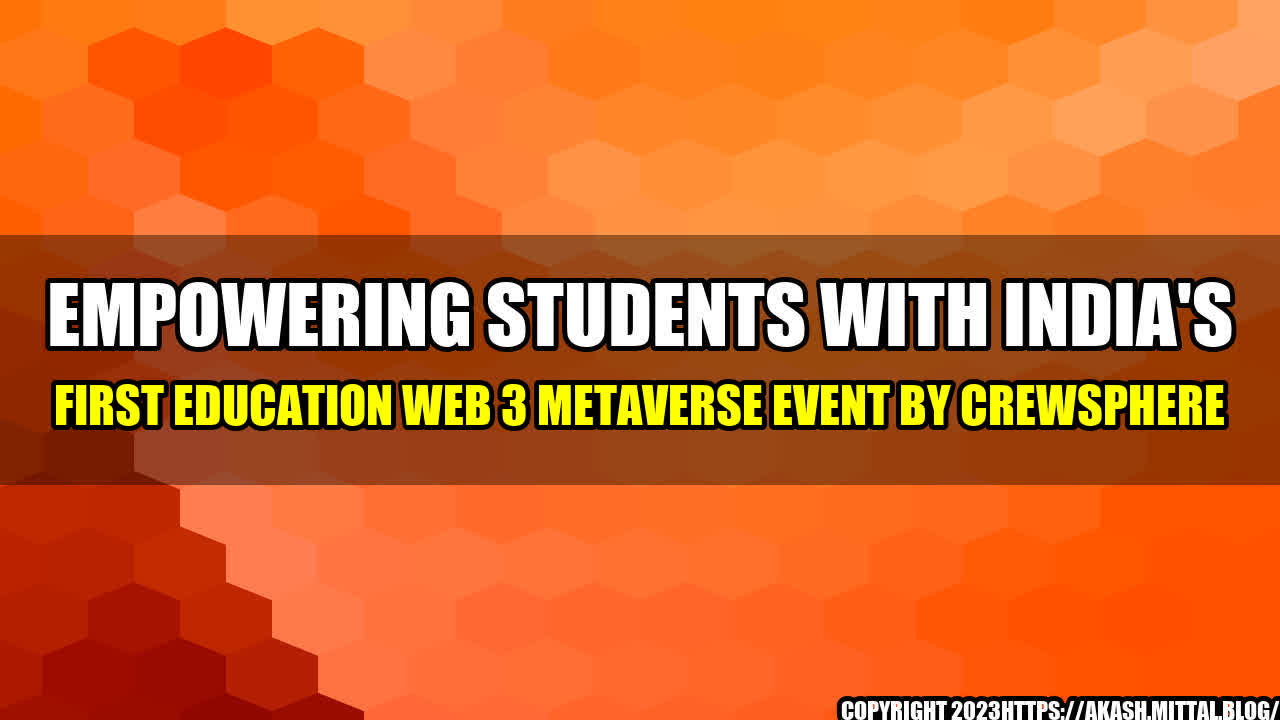 EMPOWERING STUDENTS WITH INDIA'S
FIRST EDUCATION WEB 3 METAVERSE EVENT BY CREWSPHERE
COPYRIGHT 2023HTTPS://AKASH.MITTAL.BLOG/